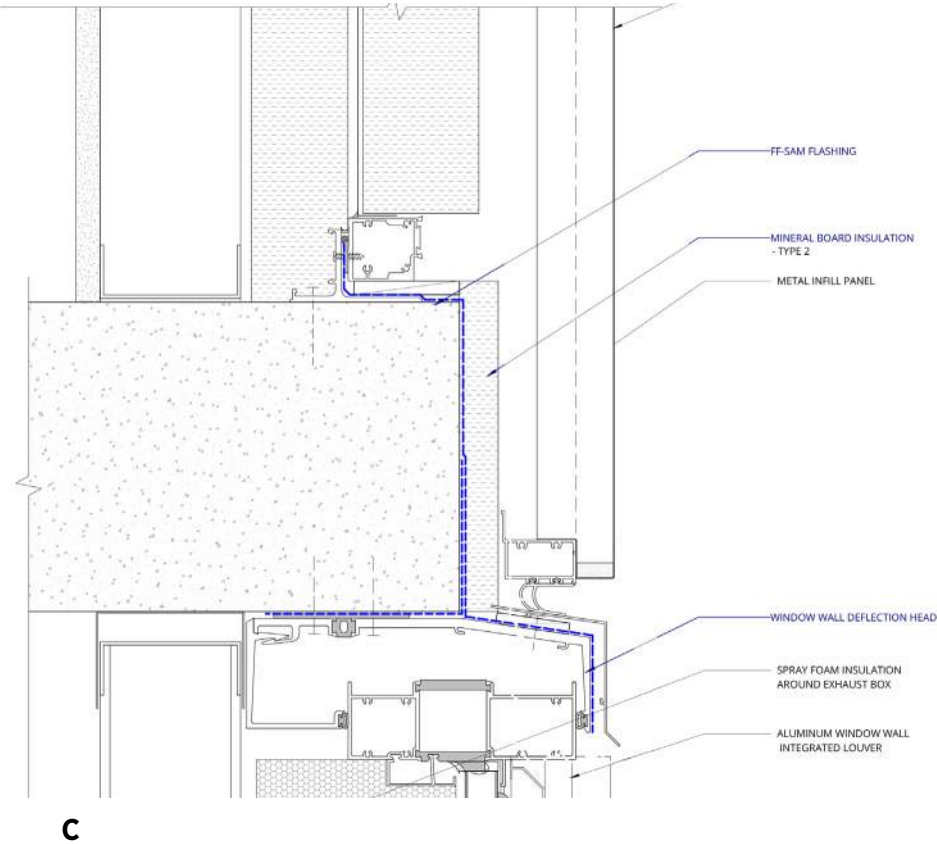 FF-SAM FLASHING
MINERAL BOARD INSULATION
- TYPE 2
METAL INFILL PANEL
WINDOW WALL DEFLECTION HEAD
SPRAY FOAM INSULATION
AROUND EXHAUST BOX
ALUMINUM WINDOW WALL
INTEGRATED LOUVER
C